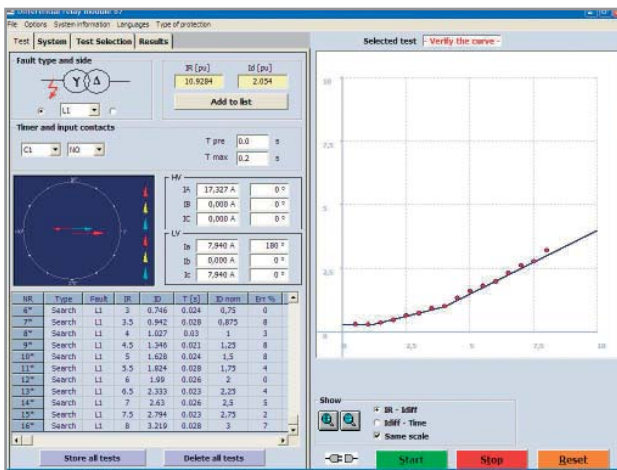 Differential relay module 87
File Options System information Languages Type of protection
Test System Test Selection Results
Fault type and side
L1
IR [pu] Id [pu]
10.9284 2.054
Add to list
Timer and input contacts
C1 NO
T pre 0.0 s
T max 0.2 s
HV
IA 17,327 A 0 °
IB 0,000 A 0 °
IC 0,000 A 0 °
LV
Ia 7,940 A 180 °
Ib 0,000 A 0 °
Ic 7,940 A 0 °
NR Type Fault IR ID T [s] ID nom Err %
6" Search L1 3 0.746 0.024 0,75 0
7" Search L1 3.5 0.942 0.028 0,875 8
8" Search L1 4 1.027 0.03 1 3
9" Search L1 4.5 1.346 0.021 1,25 8
10" Search L1 5 1.628 0.024 1,5 8
11" Search L1 5.5 1.824 0.028 1,75 4
12" Search L1 6 1.99 0.026 2 0
13" Search L1 6.5 2.333 0.023 2,25 4
14" Search L1 7 2.63 0.026 2,5 5
15" Search L1 7.5 2.794 0.023 2,75 2
16" Search L1 8 3.219 0.028 3 7
Store all tests Delete all tests
Selected test - Verify the curve -
10
7,5
5
2,5
0
0 2,5 5 7,5 10
Show
IR - Idiff
Idiff - Time
Same scale
Start Stop Reset